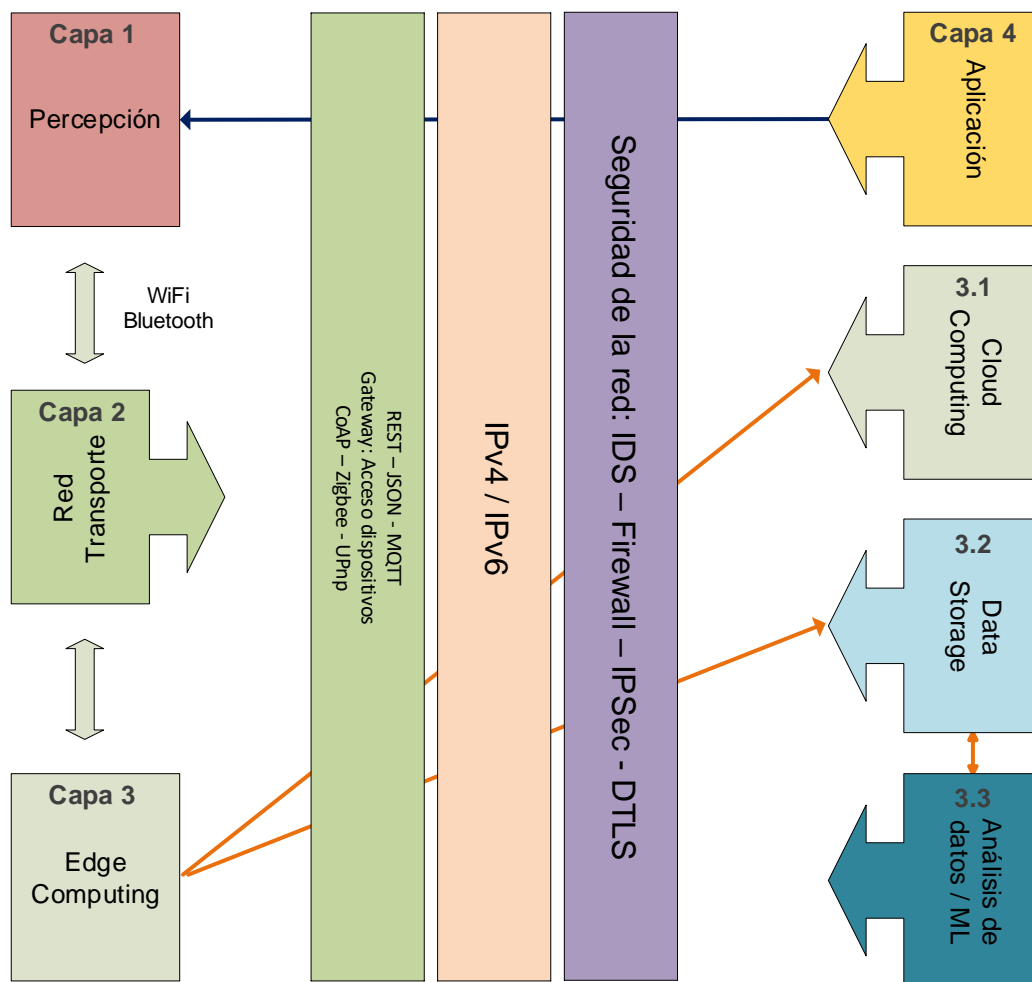 Capa 1
Percepción
WiFi
Bluetooth
Capa 2
Red
Transporte
Capa 3
Edge
Computing
REST – JSON - MQTT
Gateway: Acceso dispositivos
CoAP – Zigbee - UPnp
IPv4 / IPv6
Seguridad de la red: IDS – Firewall – IPSec - DTLS
Capa 4
Aplicación
3.1
Cloud
Computing
3.2
Data
Storage
3.3
Análisis de
datos / ML